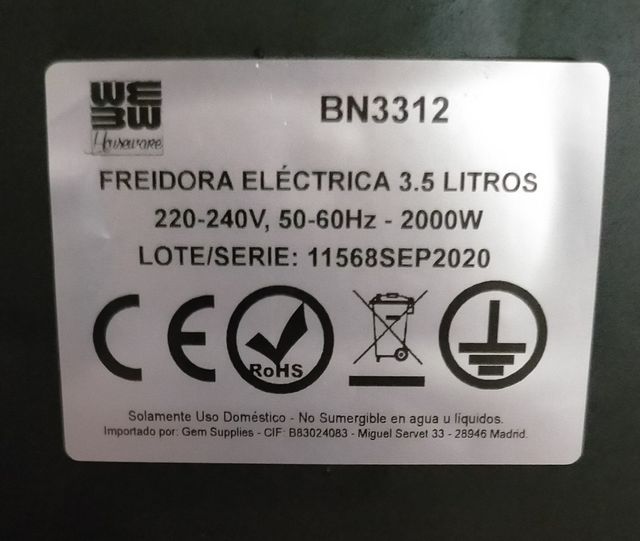 WE
BW
Houseware
BN3312
FREIDORA ELÉCTRICA 3.5 LITROS
220-240V, 50-60Hz - 2000W
LOTE/SERIE: 11568SEP2020
CE
RoHS
Solamente Uso Doméstico - No Sumergible en agua u líquidos.
Importado por: Gem Supplies - CIF: B83024083 - Miguel Servet 33 - 28946 Madrid.